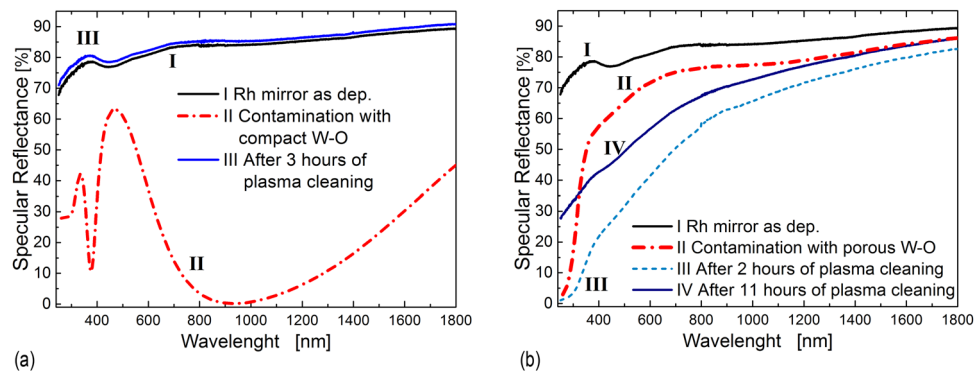 90
80
70
60
50
40
30
20
10
0
Specular Reflectance [%]
III
I
I Rh mirror as dep.
II Contamination with
compact W-O
III After 3 hours of
plasma cleaning
II
400 600 800 1000 1200 1400 1600 1800
Wavelenght [nm]
(a)
90
80
70
60
50
40
30
20
10
0
Specular Reflectance [%]
I
II
IV
III
I Rh mirror as dep.
II Contamination with porous W-O
III After 2 hours of plasma cleaning
IV After 11 hours of plasma cleaning
400 600 800 1000 1200 1400 1600 1800
Wavelenght [nm]
(b)